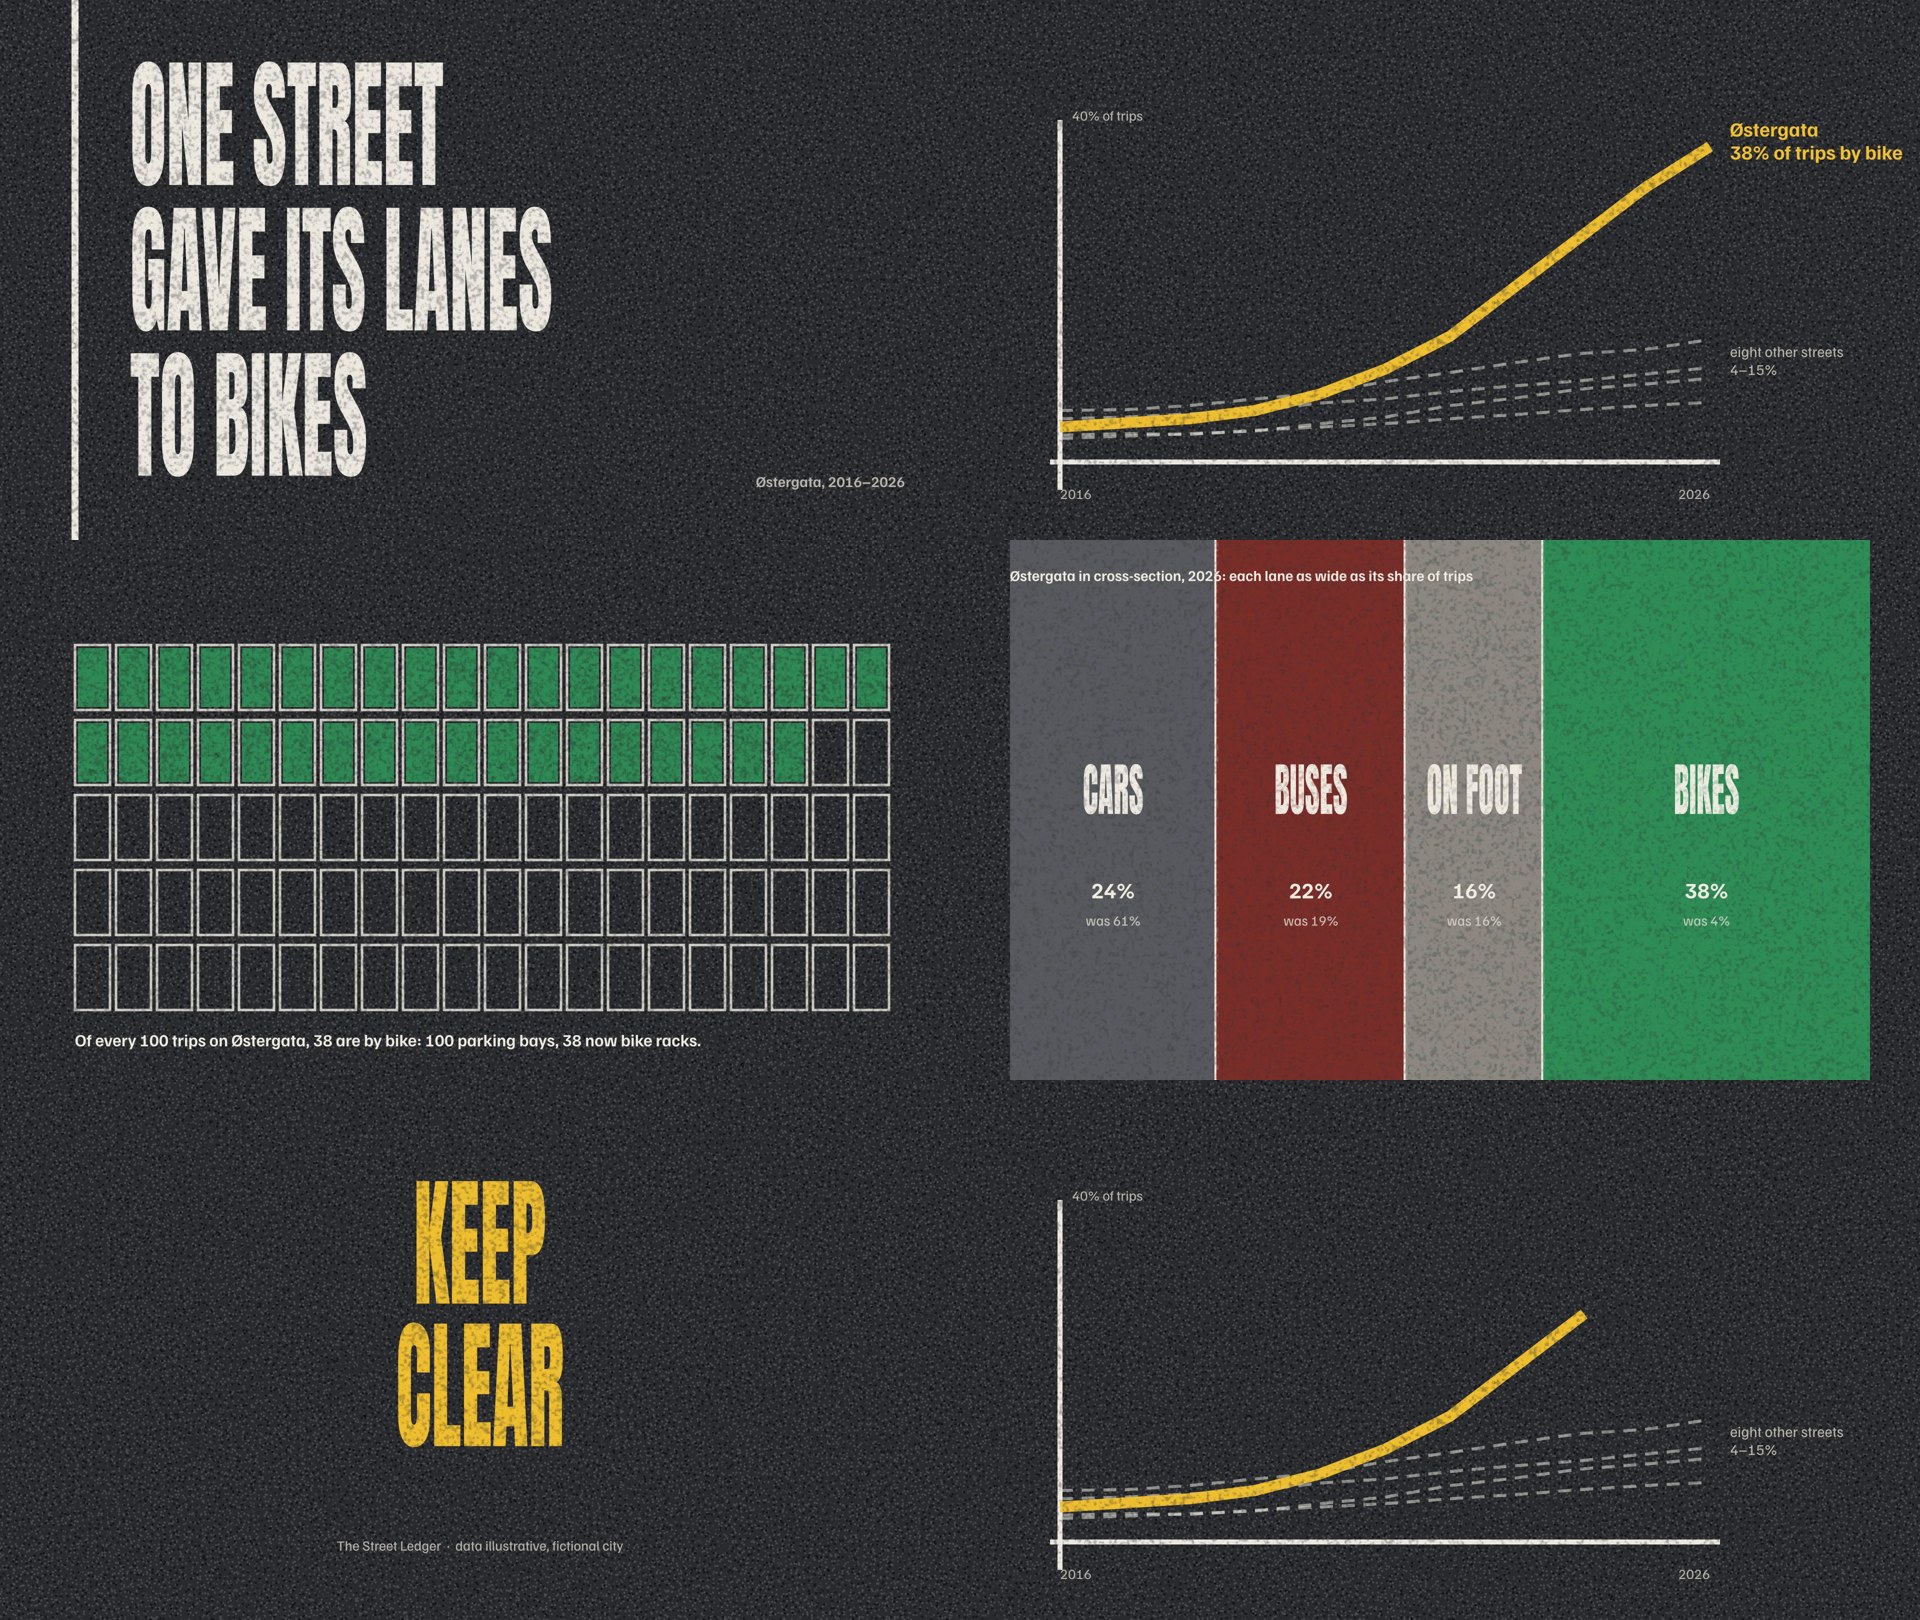 ONE STREET
GAVE ITS LANES
TO BIKES
Østergata, 2016–2026
40% of trips
Østergata
38% of trips by bike
eight other streets
4–15%
2016
2026
Of every 100 trips on Østergata, 38 are by bike: 100 parking bays, 38 now bike racks.
Østergata in cross-section, 2026: each lane as wide as its share of trips
CARS
BUSES
ON FOOT
BIKES
24%
22%
16%
38%
was 61%
was 19%
was 16%
was 4%
KEEP
CLEAR
The Street Ledger · data illustrative, fictional city
40% of trips
eight other streets
4–15%
2016
2026